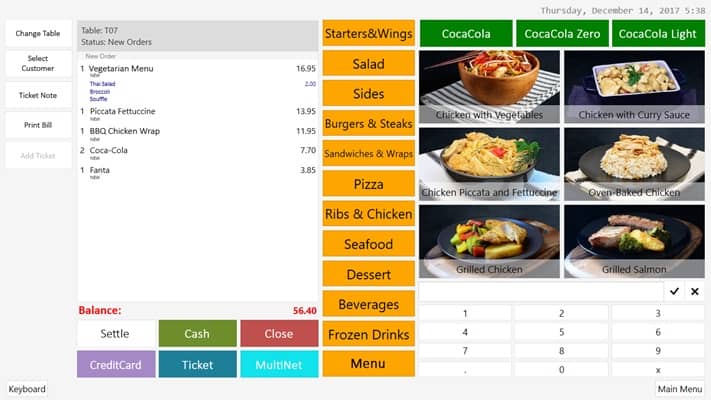 Thursday, December 14, 2017 5:38
Change Table
Select
Customer
Ticket Note
Print Bill
Add Ticket
Table: T07
Status: New Orders
New Order
1 Vegetarian Menu 16.95
NEW
Thai Salad 2.00
Broccoli
Souffle
1 Piccata Fettuccine 13.95
NEW
1 BBQ Chicken Wrap 11.95
NEW
2 Coca-Cola 7.70
NEW
1 Fanta 3.85
NEW
Balance: 56.40
Settle
Cash
Close
CreditCard
Ticket
MultiNet
Starters&Wings
Salad
Sides
Burgers & Steaks
Sandwiches & Wraps
Pizza
Ribs & Chicken
Seafood
Dessert
Beverages
Frozen Drinks
Menu
CocaCola
CocaCola Zero
CocaCola Light
Chicken with Vegetables
Chicken with Curry Sauce
Chicken Piccata and Fettuccine
Oven-Baked Chicken
Grilled Chicken
Grilled Salmon
1 2 3
4 5 6
7 8 9
. 0 x
Keyboard
Main Menu